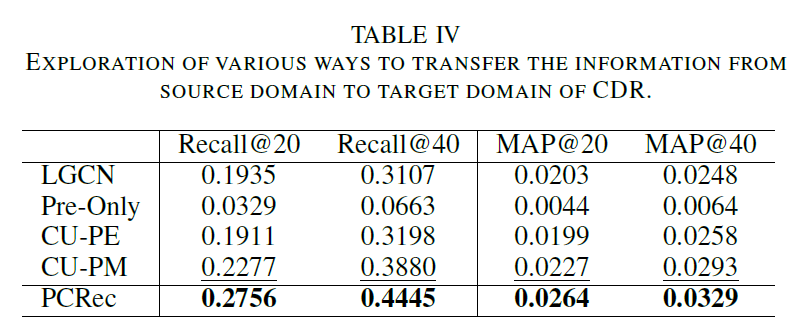 TABLE IV
EXPLORATION OF VARIOUS WAYS TO TRANSFER THE INFORMATION FROM
SOURCE DOMAIN TO TARGET DOMAIN OF CDR.
Recall@20 Recall@40 MAP@20 MAP@40
LGCN 0.1935 0.3107 0.0203 0.0248
Pre-Only 0.0329 0.0663 0.0044 0.0064
CU-PE 0.1911 0.3198 0.0199 0.0258
CU-PM 0.2277 0.3880 0.0227 0.0293
PCRec 0.2756 0.4445 0.0264 0.0329